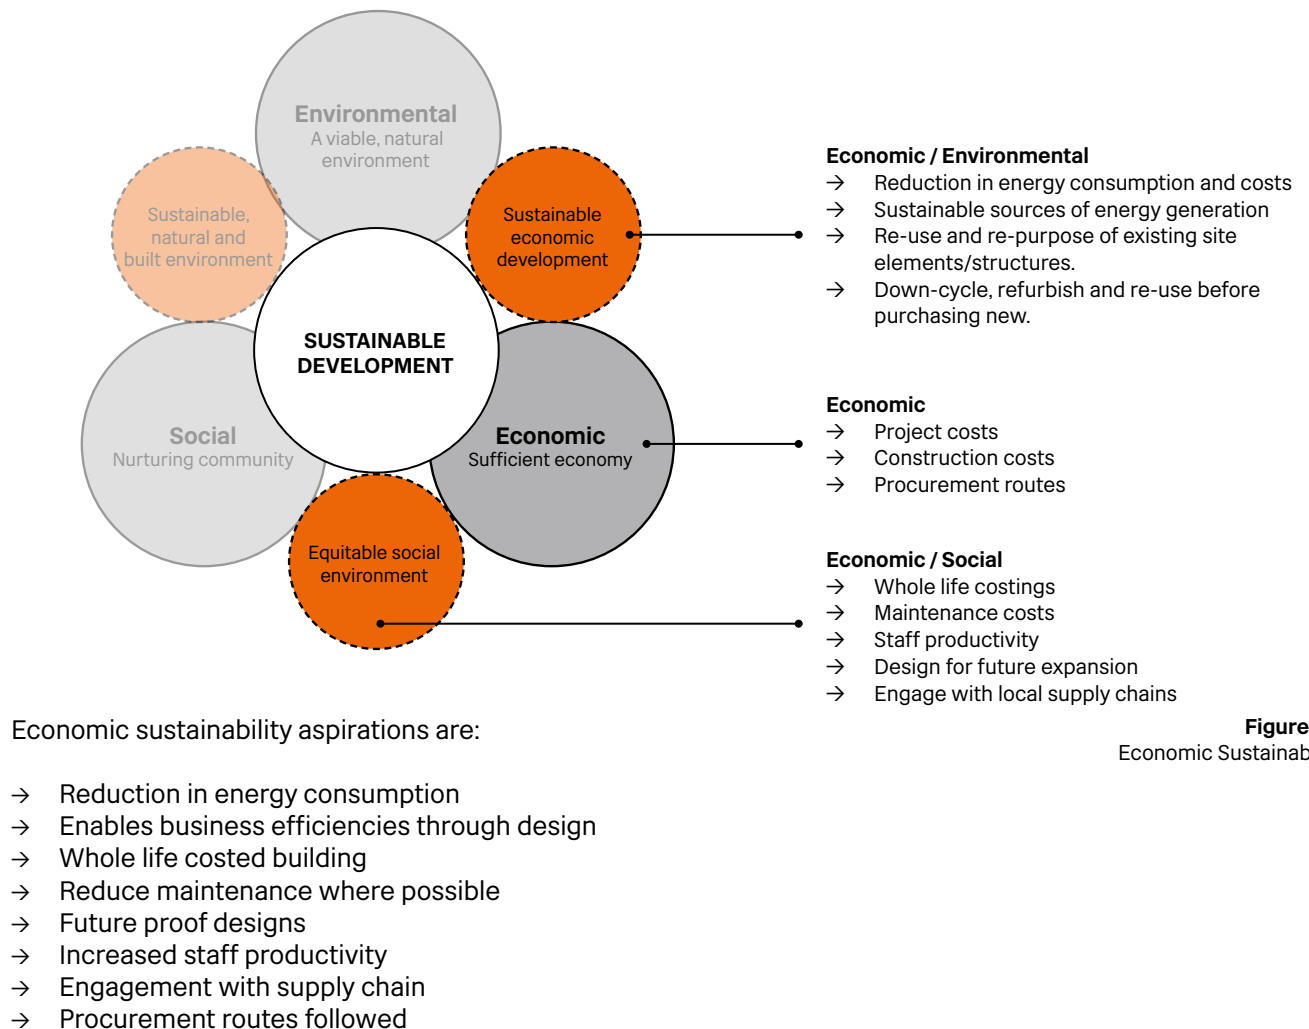 Environmental
A viable, natural
environment
Sustainable,
natural and
built environment
Sustainable
economic
development
SUSTAINABLE
DEVELOPMENT
Social
Nurturing community
Economic
Sufficient economy
Equitable social
environment
Economic / Environmental
→ Reduction in energy consumption and costs
→ Sustainable sources of energy generation
→ Re-use and re-purpose of existing site
elements/structures.
→ Down-cycle, refurbish and re-use before
purchasing new.
Economic
→ Project costs
→ Construction costs
→ Procurement routes
Economic / Social
→ Whole life costings
→ Maintenance costs
→ Staff productivity
→ Design for future expansion
→ Engage with local supply chains
Figure
Economic Sustainab
Economic sustainability aspirations are:
→ Reduction in energy consumption
→ Enables business efficiencies through design
→ Whole life costed building
→ Reduce maintenance where possible
→ Future proof designs
→ Increased staff productivity
→ Engagement with supply chain
→ Procurement routes followed